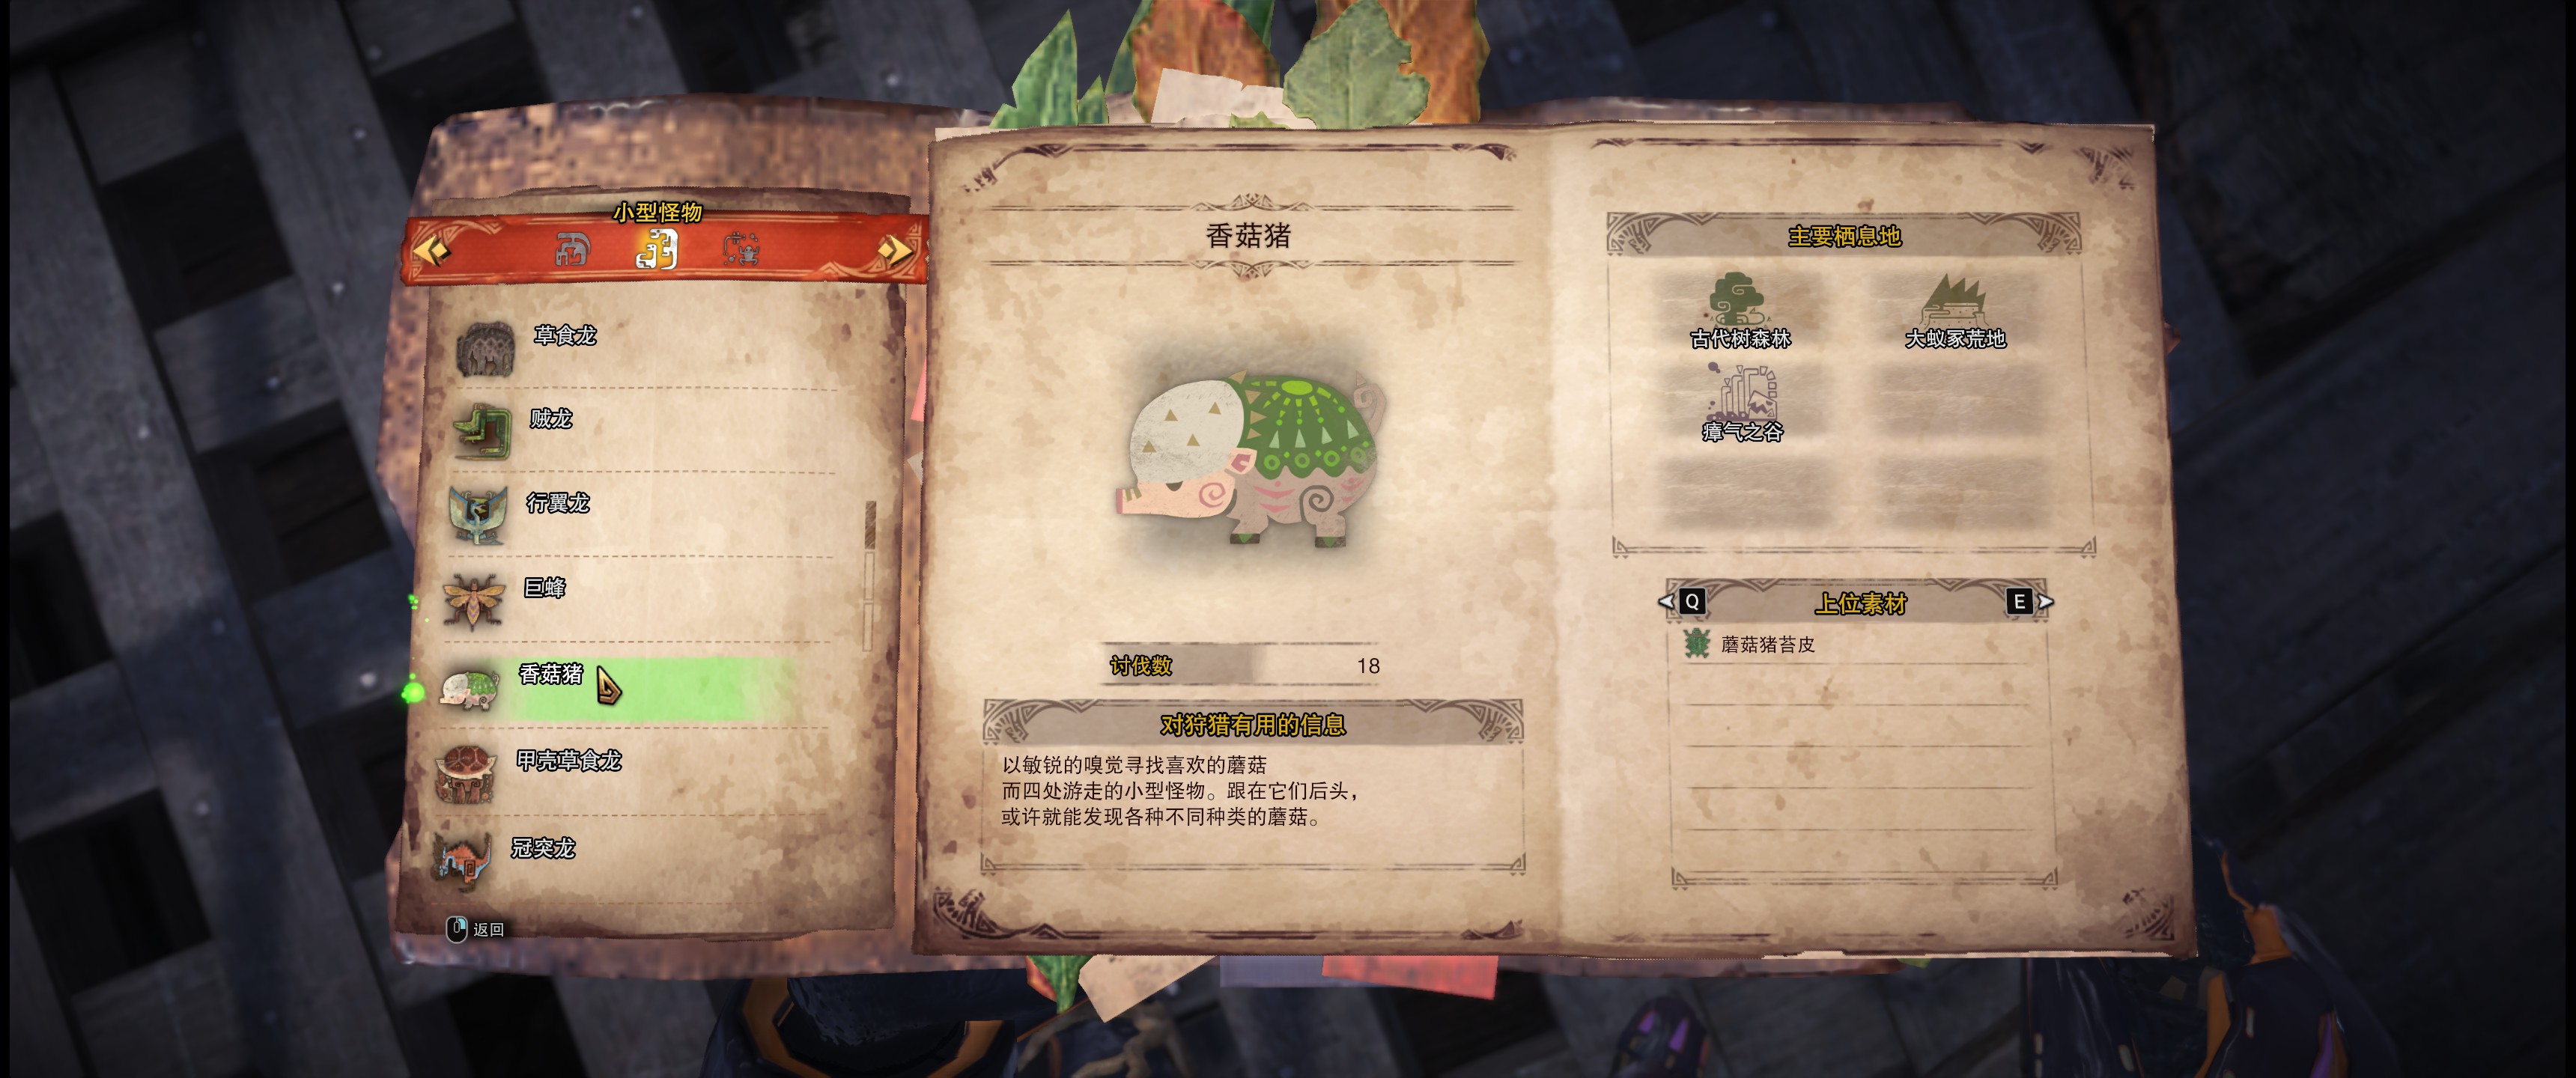 小型怪物
草食龙
贼龙
行翼龙
巨蜂
香菇猪
甲壳草食龙
冠突龙
返回
香菇猪
讨伐数 18
对狩猎有用的信息
以敏锐的嗅觉寻找喜欢的蘑菇
而四处游走的小型怪物。跟在它们后头，
或许就能发现各种不同种类的蘑菇。
主要栖息地
古代树森林 大蚁冢荒地
瘴气之谷
Q 上位素材 E
蘑菇猪苔皮